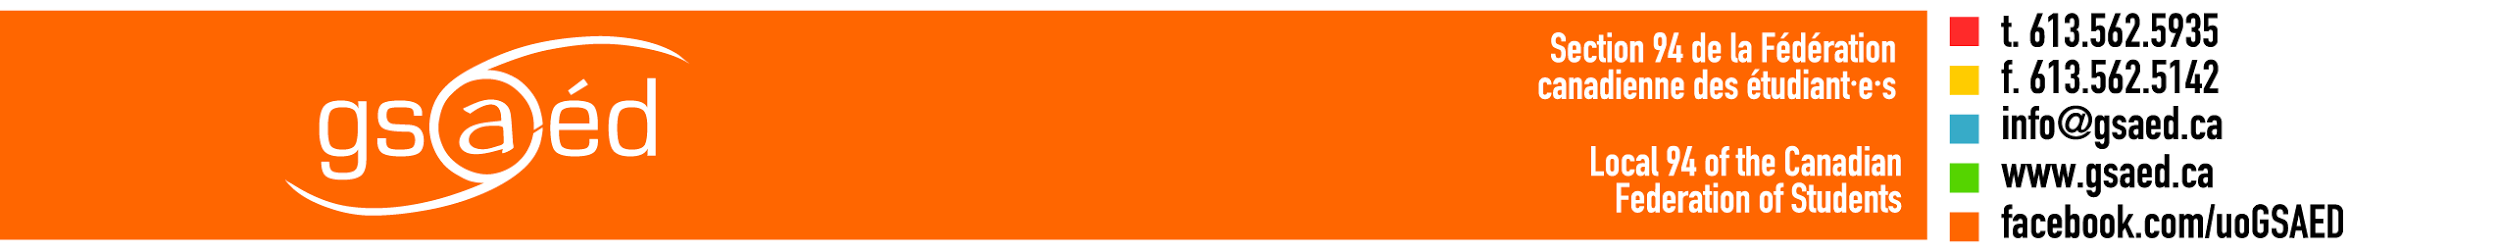 gsaéd
Section 94 de la Fédération
canadienne des étudiant·e·s
Local 94 of the Canadian
Federation of Students
t. 613.562.5935
f. 613.562.5142
info@gsaed.ca
www.gsaed.ca
facebook.com/uoGSAED